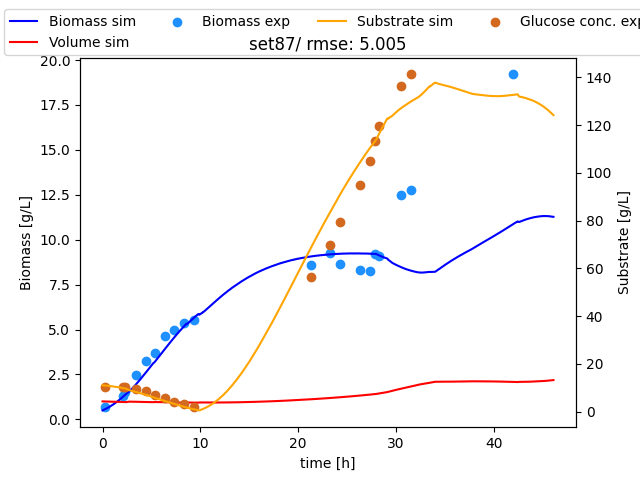 Biomass sim Biomass exp Substrate sim Glucose conc. exp
Volume sim
set87/ rmse: 5.005
20.0
17.5
15.0
12.5
10.0
7.5
5.0
2.5
0.0
Biomass [g/L]
140
120
100
80
60
40
20
0
Substrate [g/L]
0 10 20 30 40
time [h]